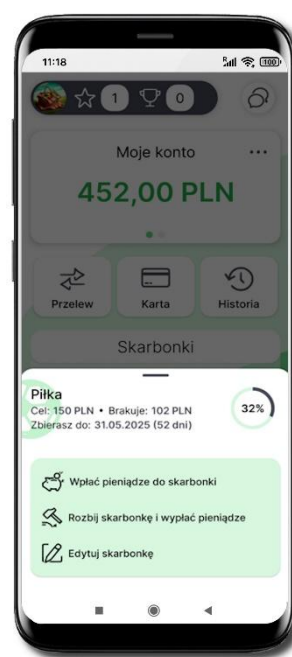 11:18
100
1
0
Moje konto
452,00 PLN
Przelew
Karta
Historia
Skarbonki
Piłka
Cel: 150 PLN • Brakuje: 102 PLN
32%
Zbierasz do: 31.05.2025 (52 dni)
Wpłać pieniądze do skarbonki
Rozbij skarbonkę i wypłać pieniądze
Edytuj skarbonkę